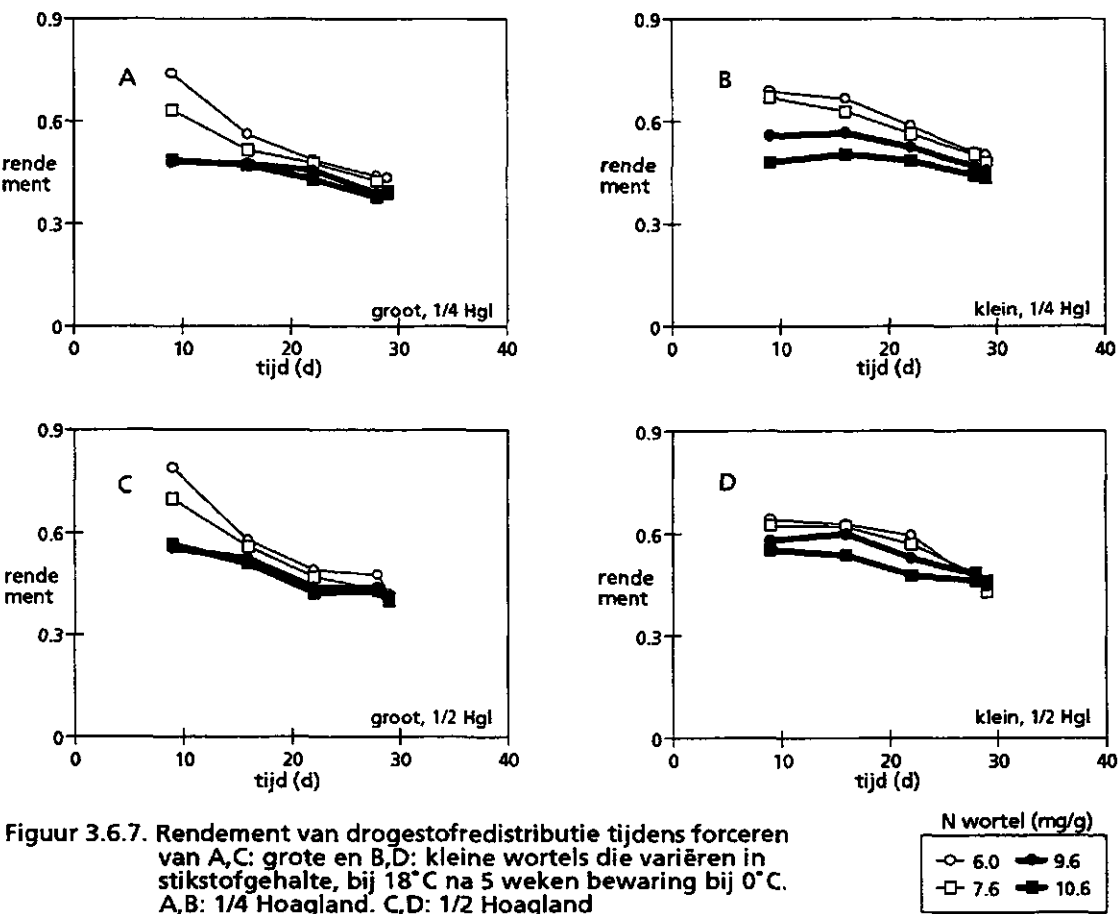 0.9
0.6
rende
ment
0.3
0
A
groot, 1/4 Hgl
0 10 20 30 40
tijd (d)
0.9
0.6
rende
ment
0.3
0
B
klein, 1/4 Hgl
0 10 20 30 40
tijd (d)
0.9
0.6
rende
ment
0.3
0
C
groot, 1/2 Hgl
0 10 20 30 40
tijd (d)
0.9
0.6
rende
ment
0.3
0
D
klein, 1/2 Hgl
0 10 20 30 40
tijd (d)
Figuur 3.6.7. Rendement van drogestofredistributie tijdens forceren
van A,C: grote en B,D: kleine wortels die variëren in
stikstofgehalte, bij 18°C na 5 weken bewaring bij 0°C.
A,B: 1/4 Hoagland. C,D: 1/2 Hoagland
N wortel (mg/g)
6.0 9.6
7.6 10.6